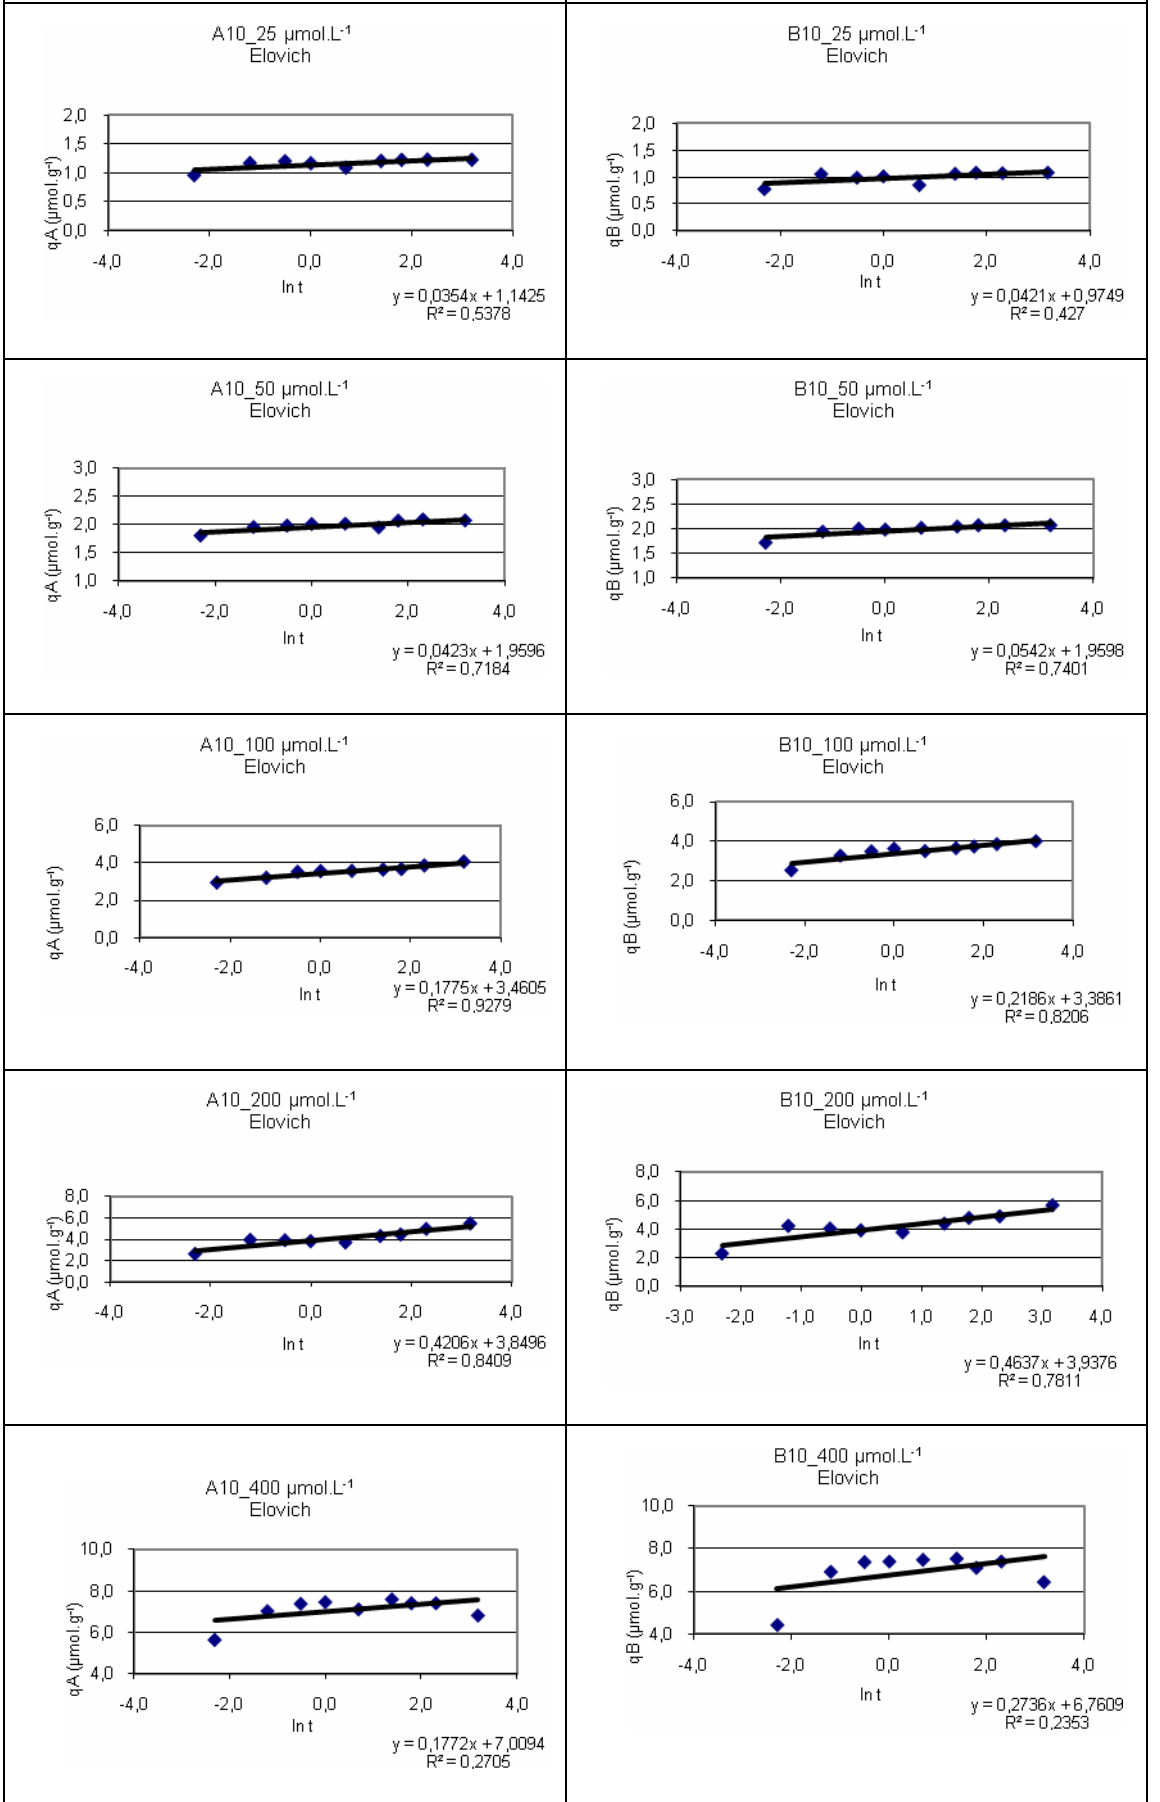 A10_25 µmol.L⁻¹
Elovich
2,0
1,5
1,0
0,5
0,0
qA (µmol.g⁻¹)
-4,0 -2,0 0,0 2,0 4,0
ln t
y = 0,0354x + 1,1425
R² = 0,5378
B10_25 µmol.L⁻¹
Elovich
2,0
1,5
1,0
0,5
0,0
qB (µmol.g⁻¹)
-4,0 -2,0 0,0 2,0 4,0
ln t
y = 0,0421x + 0,9749
R² = 0,427
A10_50 µmol.L⁻¹
Elovich
3,0
2,5
2,0
1,5
1,0
qA (µmol.g⁻¹)
-4,0 -2,0 0,0 2,0 4,0
ln t
y = 0,0423x + 1,9596
R² = 0,7184
B10_50 µmol.L⁻¹
Elovich
3,0
2,5
2,0
1,5
1,0
qB (µmol.g⁻¹)
-4,0 -2,0 0,0 2,0 4,0
ln t
y = 0,0542x + 1,9598
R² = 0,7401
A10_100 µmol.L⁻¹
Elovich
6,0
4,0
2,0
0,0
qA (µmol.g⁻¹)
-4,0 -2,0 0,0 2,0 4,0
ln t
y = 0,1775x + 3,4605
R² = 0,9279
B10_100 µmol.L⁻¹
Elovich
6,0
4,0
2,0
0,0
qB (µmol.g⁻¹)
-4,0 -2,0 0,0 2,0 4,0
ln t
y = 0,2186x + 3,3861
R² = 0,8206
A10_200 µmol.L⁻¹
Elovich
8,0
6,0
4,0
2,0
0,0
qA (µmol.g⁻¹)
-4,0 -2,0 0,0 2,0 4,0
ln t
y = 0,4206x + 3,8496
R² = 0,8409
B10_200 µmol.L⁻¹
Elovich
8,0
6,0
4,0
2,0
0,0
qB (µmol.g⁻¹)
-3,0 -2,0 -1,0 0,0 1,0 2,0 3,0 4,0
ln t
y = 0,4637x + 3,9376
R² = 0,7811
A10_400 µmol.L⁻¹
Elovich
10,0
8,0
6,0
4,0
qA (µmol.g⁻¹)
-4,0 -2,0 0,0 2,0 4,0
ln t
y = 0,1772x + 7,0094
R² = 0,2705
B10_400 µmol.L⁻¹
Elovich
10,0
8,0
6,0
4,0
qB (µmol.g⁻¹)
-4,0 -2,0 0,0 2,0 4,0
ln t
y = 0,2736x + 6,7609
R² = 0,2353